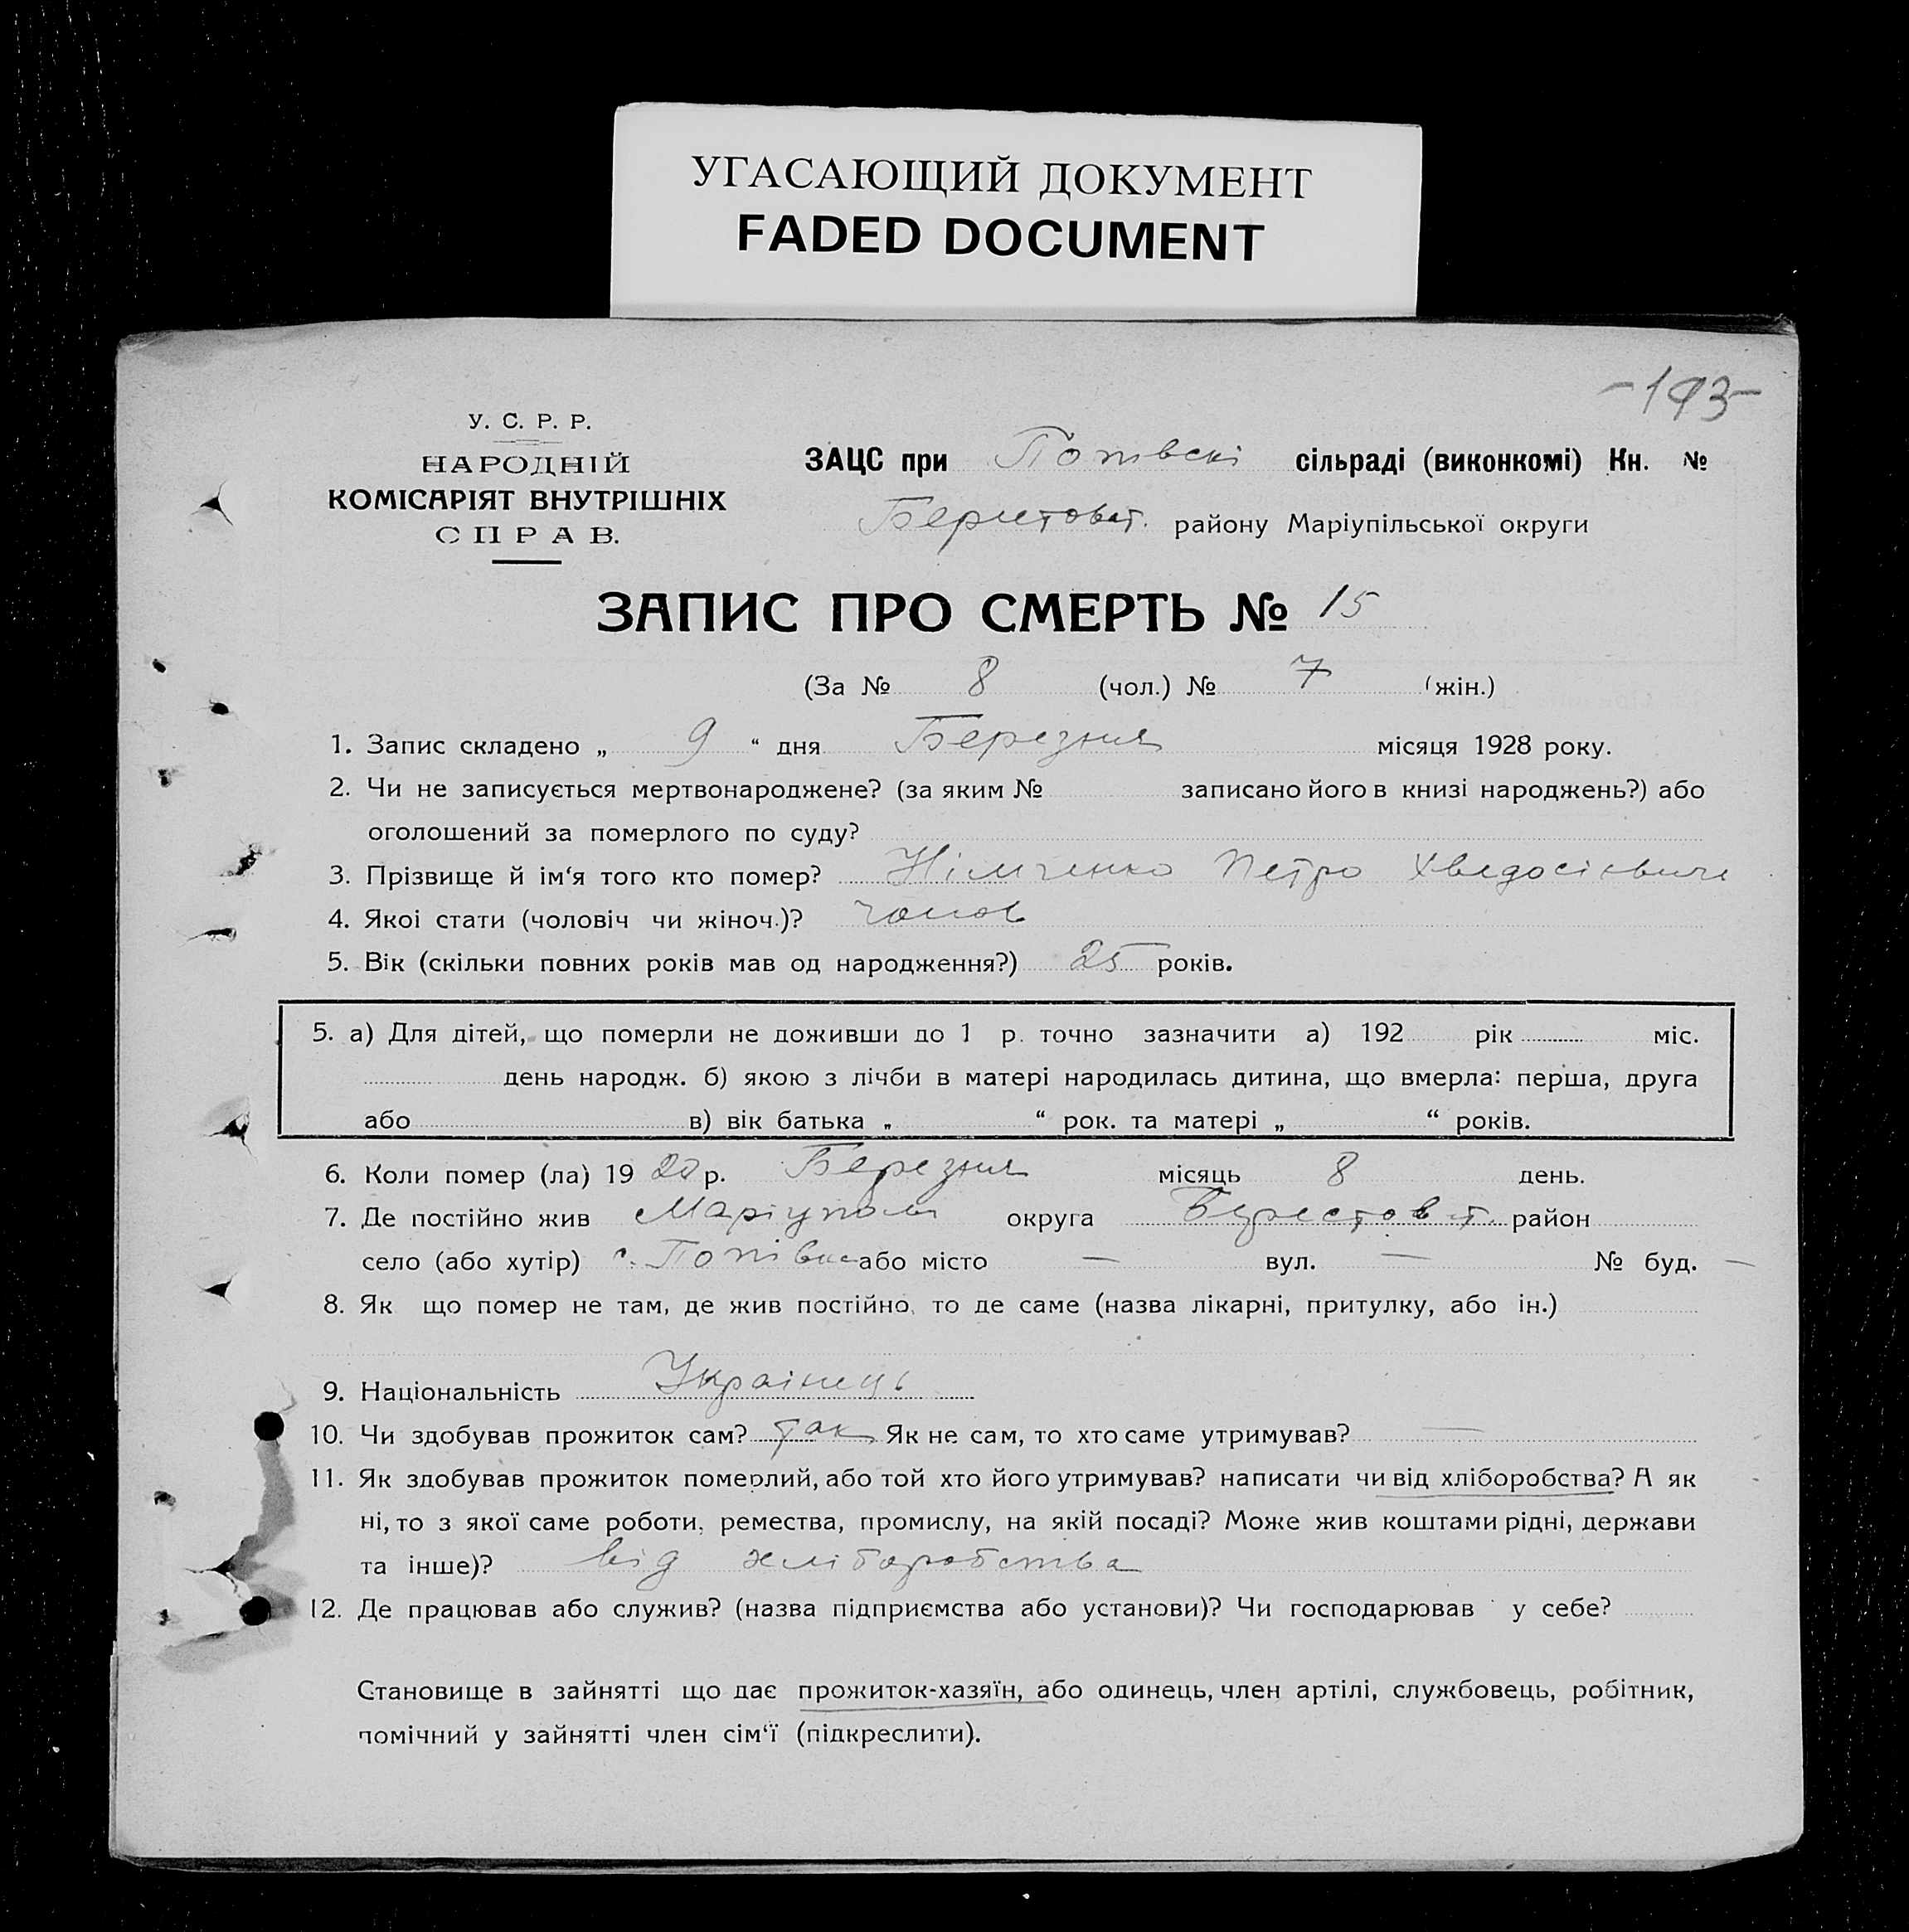 УГАСАЮЩИЙ ДОКУМЕНТ
FADED DOCUMENT
-193-
У. С. Р. Р.
НАРОДНІЙ
КОМІСАРІЯТ ВНУТРІШНІХ
СПРАВ.
ЗАЦС при Попівскі сільраді (виконкомі) Кн. №
Берестоват. району Маріупільської округи
ЗАПИС ПРО СМЕРТЬ № 15
(За № 8 (чол.) № 7 (жін.)
1. Запис складено „ 9 “ дня Березня місяця 1928 року.
2. Чи не записується мертвонароджене? (за яким № записано його в книзі народжень?) або
оголошений за померлого по суду?
3. Прізвище й ім‘я того кто помер? Німченко Петро Хведосієвич
4. Якоі стати (чоловіч чи жіноч.)? чолов
5. Вік (скільки повних років мав од народження?) 25 років.
5. а) Для дітей, що померли не доживши до 1 р. точно зазначити а) 192 рік міс.
день народж. б) якою з лічби в матері народилась дитина, що вмерла: перша, друга
або в) вік батька „ “ рок. та матері „ “ років.
6. Коли помер (ла) 19 р. Березня місяць 8 день.
7. Де постійно жив Маріупол округа Берестоват. район
село (або хутір) с. Попівка або місто — вул. — № буд. —
8. Як що помер не там, де жив постійно, то де саме (назва лікарні, притулку, або ін.)
9. Національність Українець
10. Чи здобував прожиток сам? так Як не сам, то хто саме утримував? —
11. Як здобував прожиток померлий, або той хто його утримував? написати чи від хліборобства? А як
ні, то з якої саме роботи, ремества, промислу, на якій посаді? Може жив коштами рідні, держави
та інше)? від хліборобства
12. Де працював або служив? (назва підприємства або установи)? Чи господарював у себе?
Становище в зайнятті що дає прожиток-хазяїн, або одинець, член артілі, службовець, робітник,
помічний у зайнятті член сім‘ї (підкреслити).